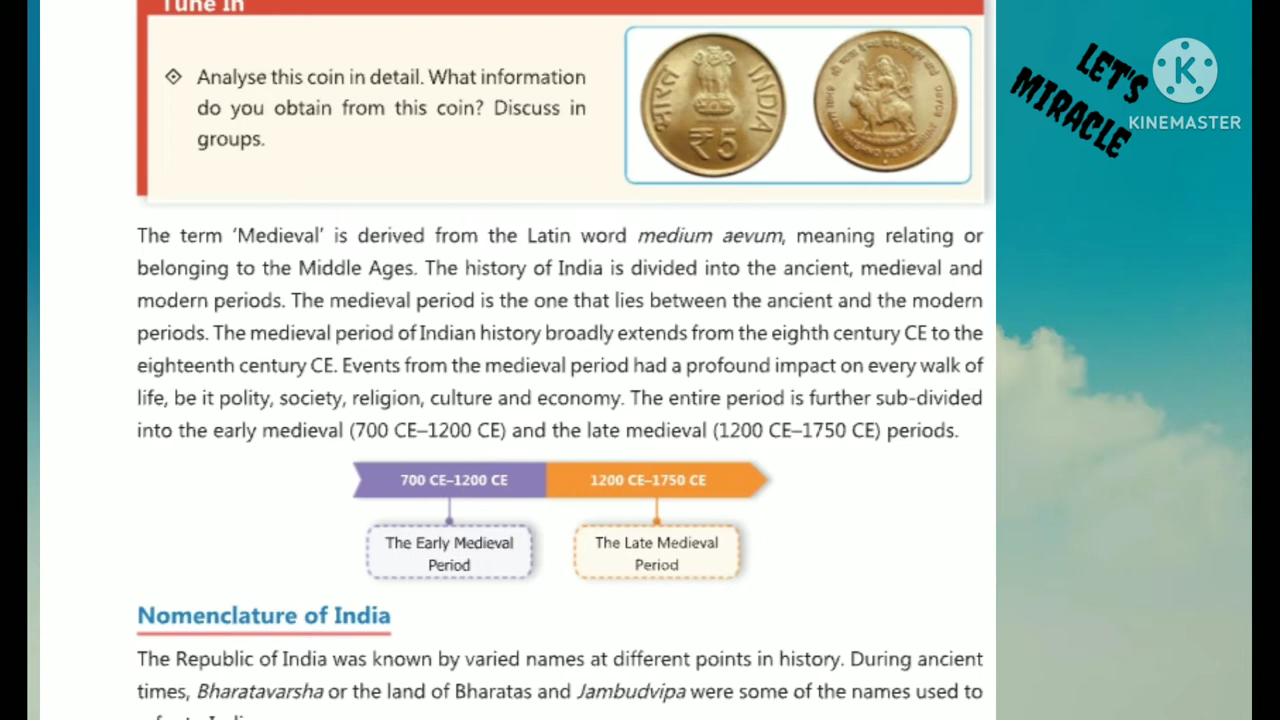 Tune In
Analyse this coin in detail. What information
do you obtain from this coin? Discuss in
groups.
भारत
INDIA
₹5
LET'S
MIRACLE
KINEMASTER
The term ‘Medieval’ is derived from the Latin word medium aevum, meaning relating or
belonging to the Middle Ages. The history of India is divided into the ancient, medieval and
modern periods. The medieval period is the one that lies between the ancient and the modern
periods. The medieval period of Indian history broadly extends from the eighth century CE to the
eighteenth century CE. Events from the medieval period had a profound impact on every walk of
life, be it polity, society, religion, culture and economy. The entire period is further sub-divided
into the early medieval (700 CE–1200 CE) and the late medieval (1200 CE–1750 CE) periods.
700 CE–1200 CE
1200 CE–1750 CE
The Early Medieval
Period
The Late Medieval
Period
Nomenclature of India
The Republic of India was known by varied names at different points in history. During ancient
times, Bharatavarsha or the land of Bharatas and Jambudvipa were some of the names used to